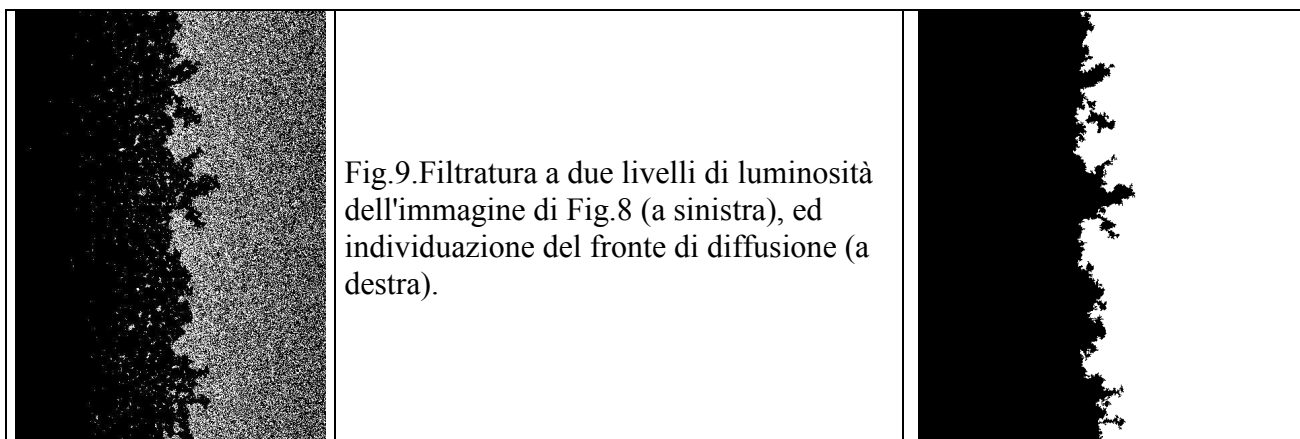 Fig.9.Filtratura a due livelli di luminosità
dell'immagine di Fig.8 (a sinistra), ed
individuazione del fronte di diffusione (a
destra).